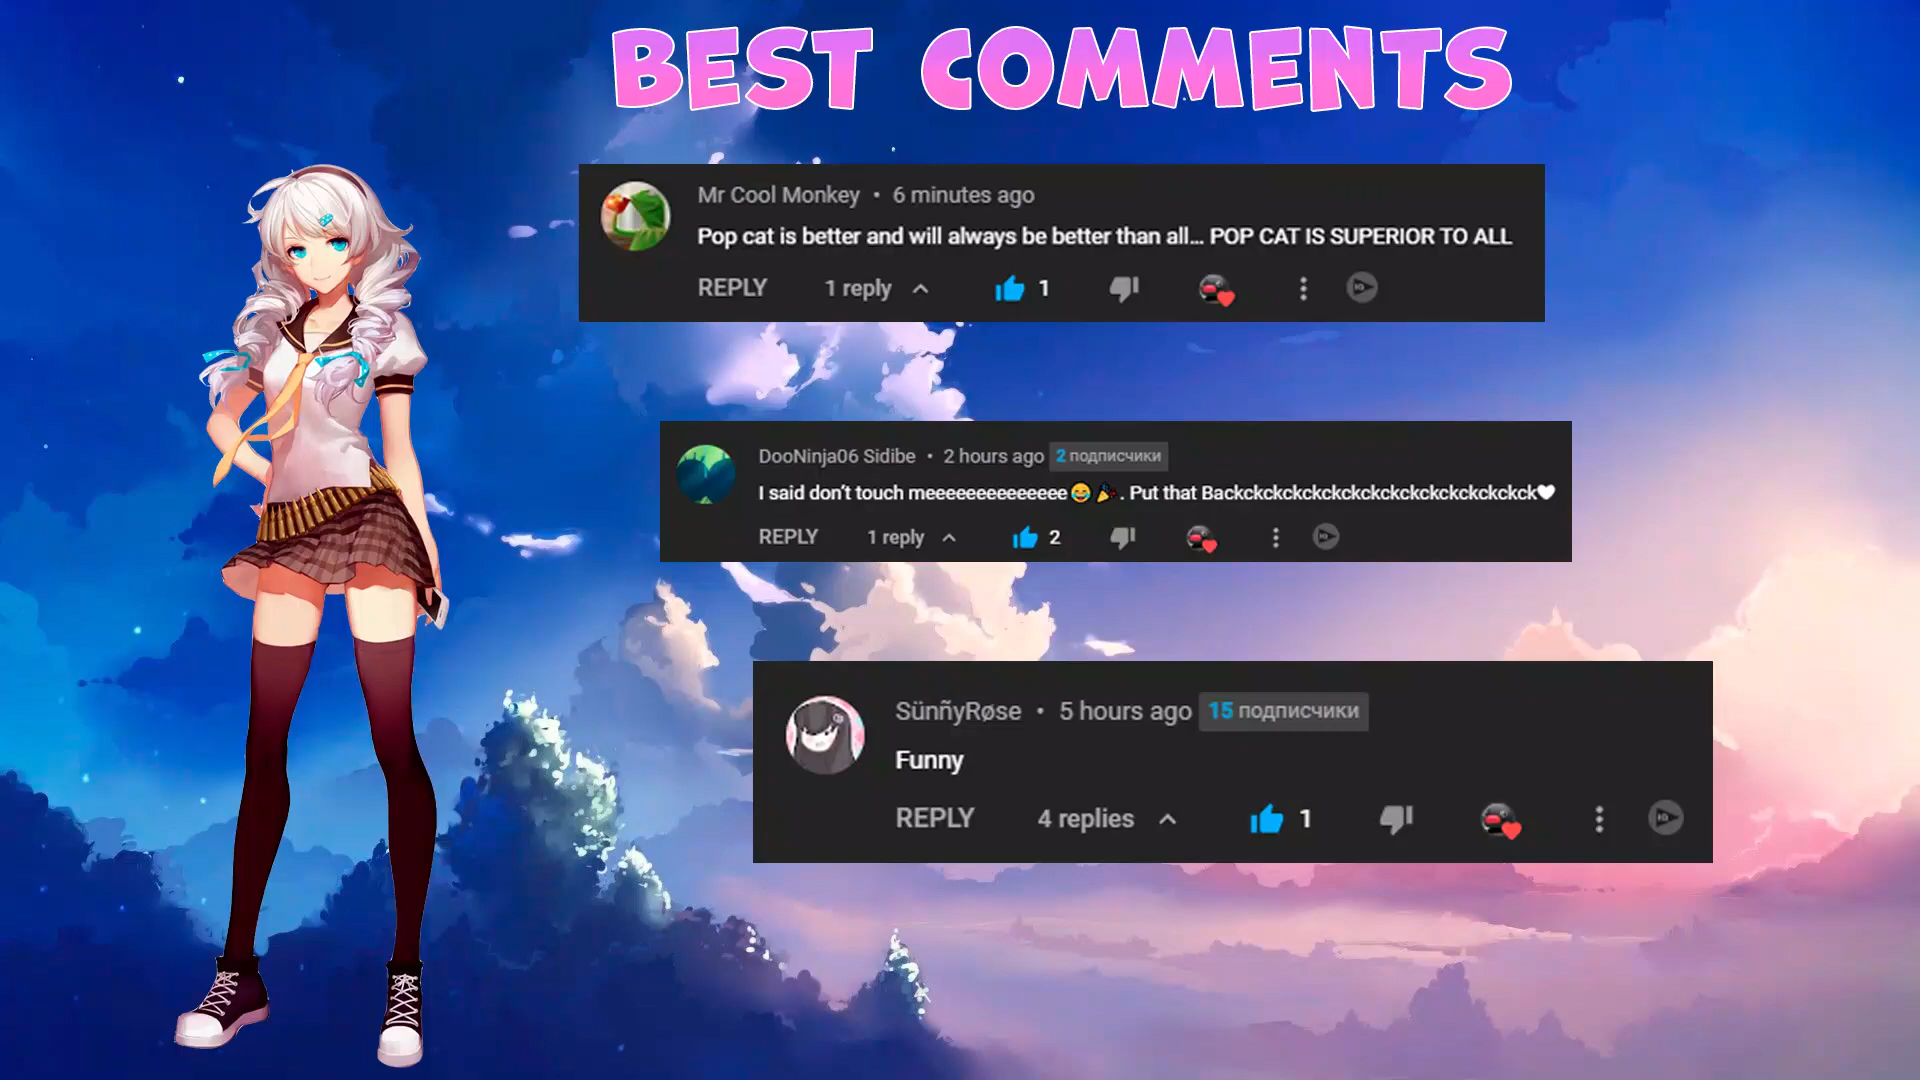 BEST COMMENTS
Mr Cool Monkey • 6 minutes ago
Pop cat is better and will always be better than all... POP CAT IS SUPERIOR TO ALL
REPLY 1 reply 1
DooNinja06 Sidibe • 2 hours ago 2 подписчики
I said don't touch meeeeeeeeeeeeee😂🎉. Put that Backckckckckckckckckckckckckckck🤍
REPLY 1 reply 2
SünñyRøse • 5 hours ago 15 подписчики
Funny
REPLY 4 replies 1